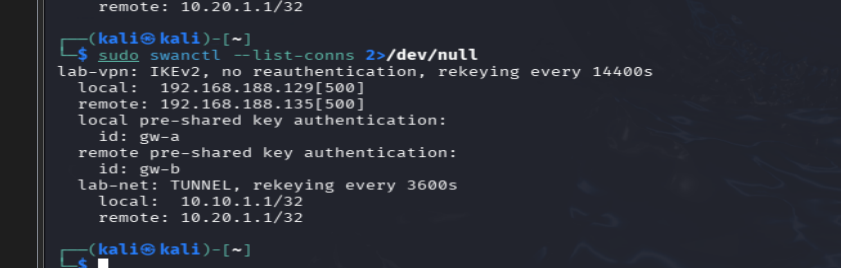 remote: 10.20.1.1/32
┌──(kali㉿kali)-[~]
└─$ sudo swanctl --list-conns 2>/dev/null
lab-vpn: IKEv2, no reauthentication, rekeying every 14400s
  local:  192.168.188.129[500]
  remote: 192.168.188.135[500]
  local pre-shared key authentication:
    id: gw-a
  remote pre-shared key authentication:
    id: gw-b
  lab-net: TUNNEL, rekeying every 3600s
    local:  10.10.1.1/32
    remote: 10.20.1.1/32
┌──(kali㉿kali)-[~]
└─$